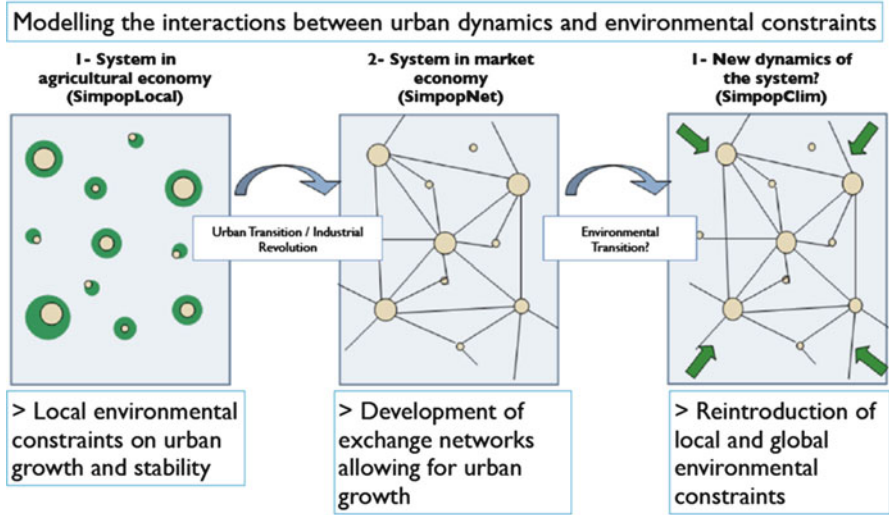 Modelling the interactions between urban dynamics and environmental constraints
1- System in
agricultural economy
(SimpopLocal)
2- System in market
economy
(SimpopNet)
1- New dynamics of
the system?
(SimpopClim)
Urban Transition / Industrial
Revolution
Environmental
Transition?
> Local environmental
constraints on urban
growth and stability
> Development of
exchange networks
allowing for urban
growth
> Reintroduction of
local and global
environmental
constraints